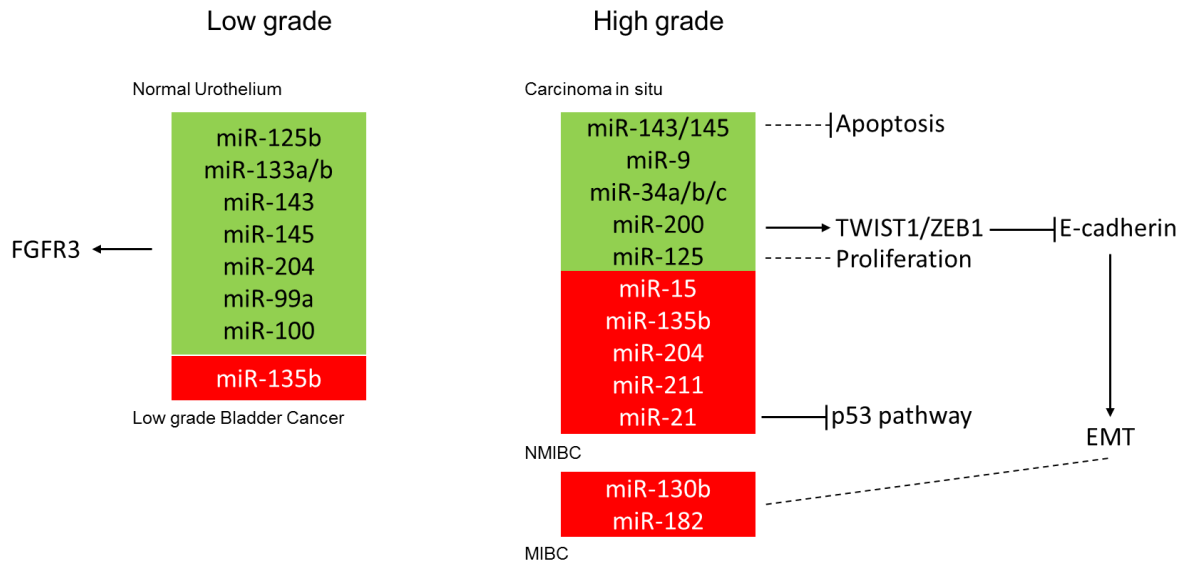 Low grade
High grade
Normal Urothelium
miR-125b
miR-133a/b
miR-143
miR-145
miR-204
miR-99a
miR-100
miR-135b
Low grade Bladder Cancer
FGFR3
Carcinoma in situ
miR-143/145
miR-9
miR-34a/b/c
miR-200
miR-125
miR-15
miR-135b
miR-204
miR-211
miR-21
NMIBC
miR-130b
miR-182
MIBC
Apoptosis
TWIST1/ZEB1
E-cadherin
Proliferation
p53 pathway
EMT